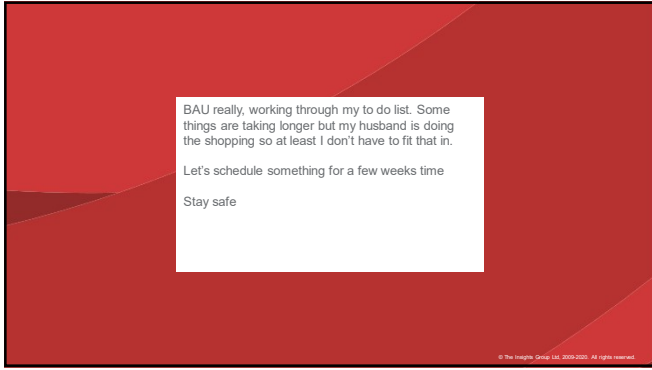 BAU really, working through my to do list. Some
things are taking longer but my husband is doing
the shopping so at least I don't have to fit that in.
Let's schedule something for a few weeks time
Stay safe
© The Insights Group Ltd, 2009-2020. All rights reserved.